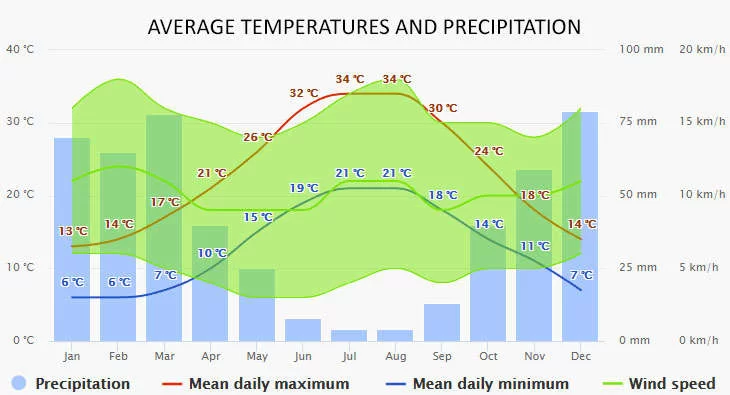 AVERAGE TEMPERATURES AND PRECIPITATION
40 °C 100 mm 20 km/h
34 °C 34 °C
32 °C
30 °C
30 °C 75 mm 15 km/h
26 °C
24 °C
21 °C 21 °C 21 °C
19 °C
20 °C 17 °C 18 °C 18 °C 50 mm 10 km/h
13 °C 14 °C 15 °C 14 °C 14 °C
10 °C 11 °C
10 °C 6 °C 6 °C 7 °C 7 °C 25 mm 5 km/h
0 °C 0 mm 0 km/h
Jan Feb Mar Apr May Jun Jul Aug Sep Oct Nov Dec
Precipitation Mean daily maximum Mean daily minimum Wind speed